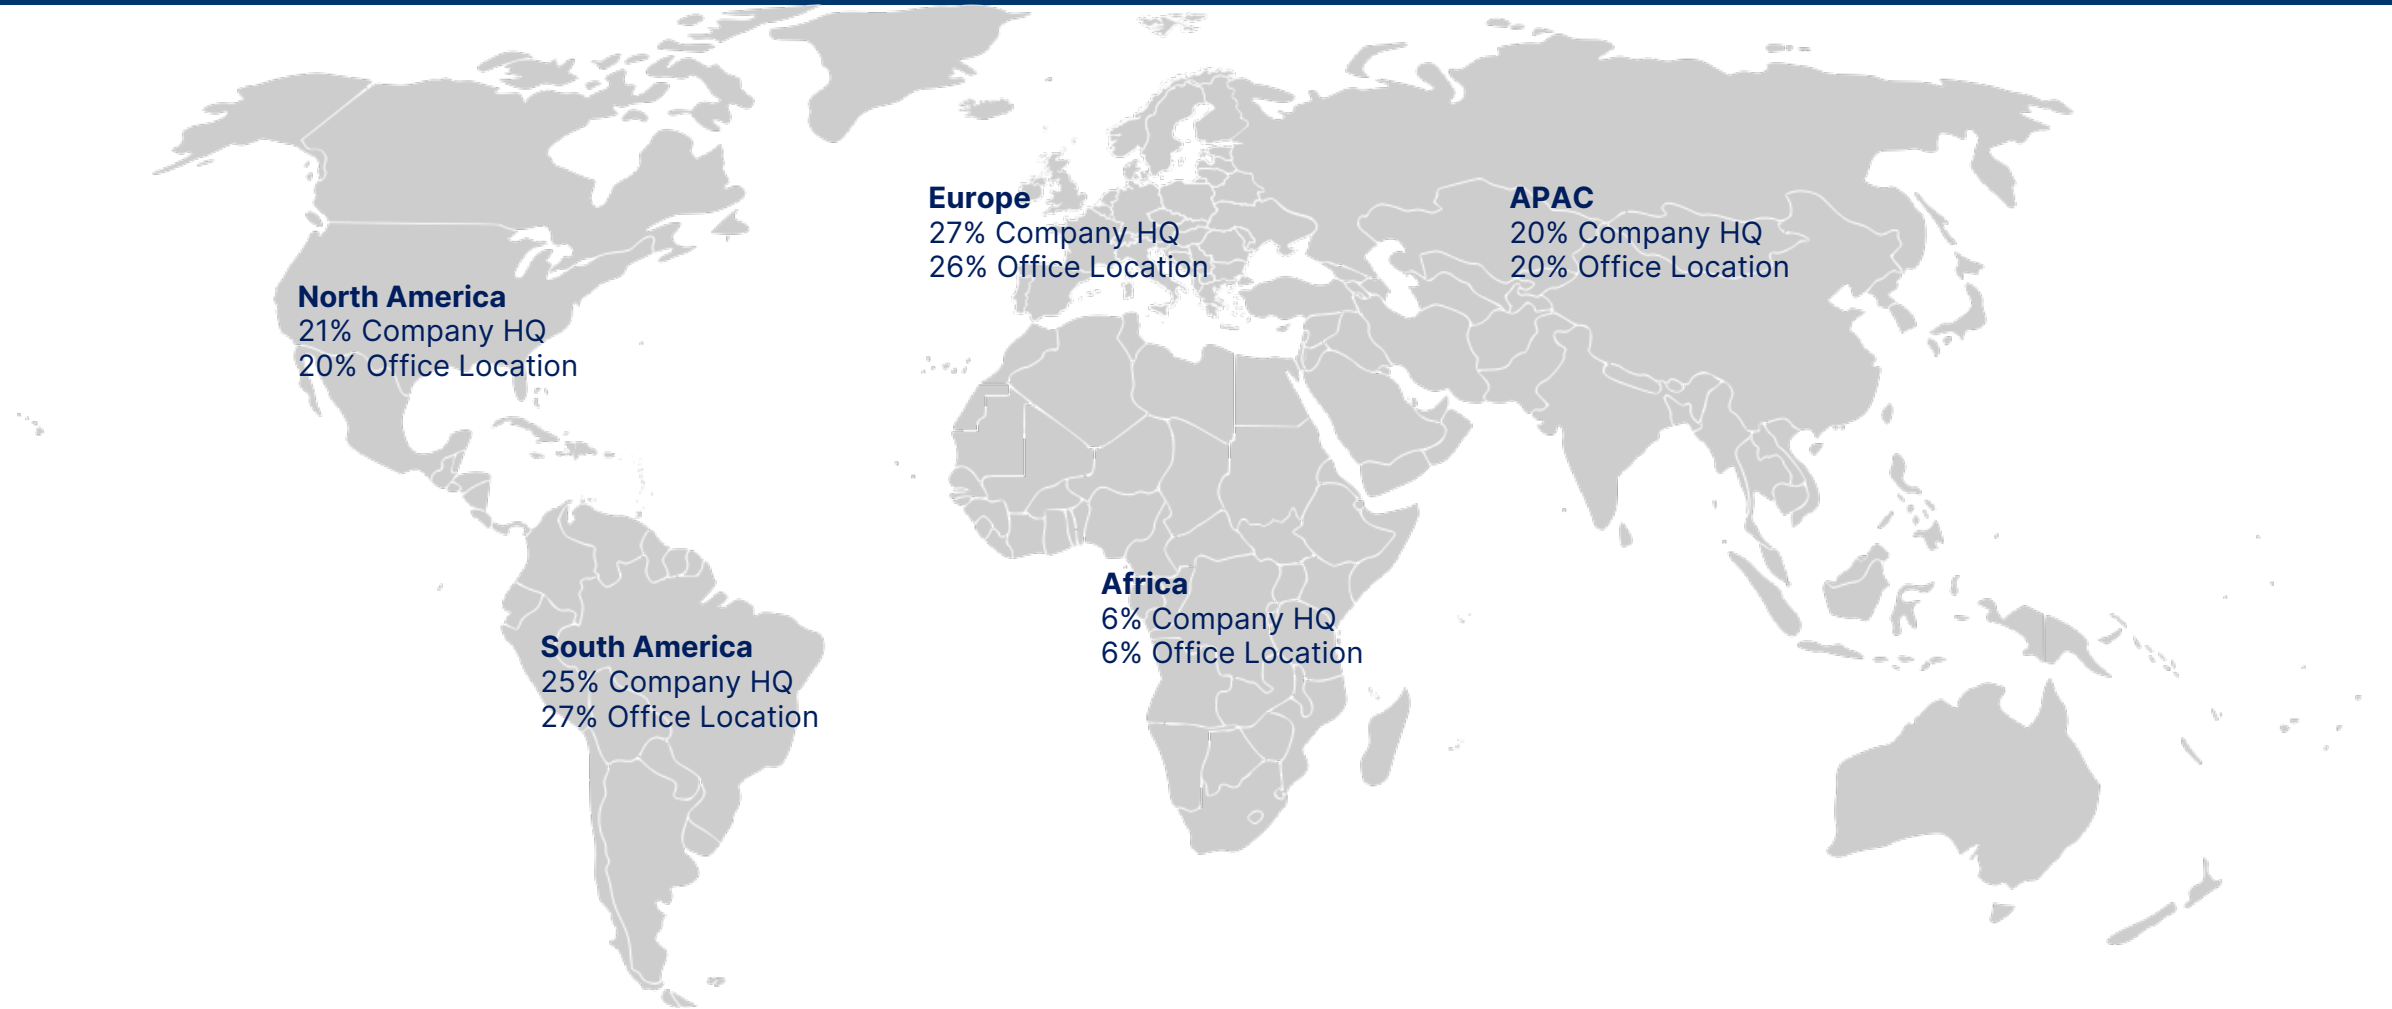 Europe
27% Company HQ
26% Office Location
APAC
20% Company HQ
20% Office Location
North America
21% Company HQ
20% Office Location
Africa
6% Company HQ
6% Office Location
South America
25% Company HQ
27% Office Location